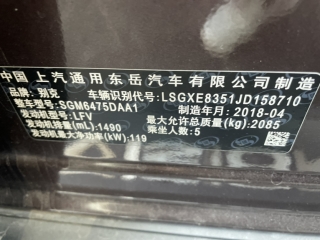 中国 上汽通用东岳汽车有限公司制造
品牌: 别克 车辆识别代号:LSGXE8351JD158710
整车型号:SGM6475DAA1 制造年月:2018-04
发动机型号:LFV 最大允许总质量(kg):2085
发动机排量(mL):1490 乘坐人数:5
发动机最大净功率(kW):119